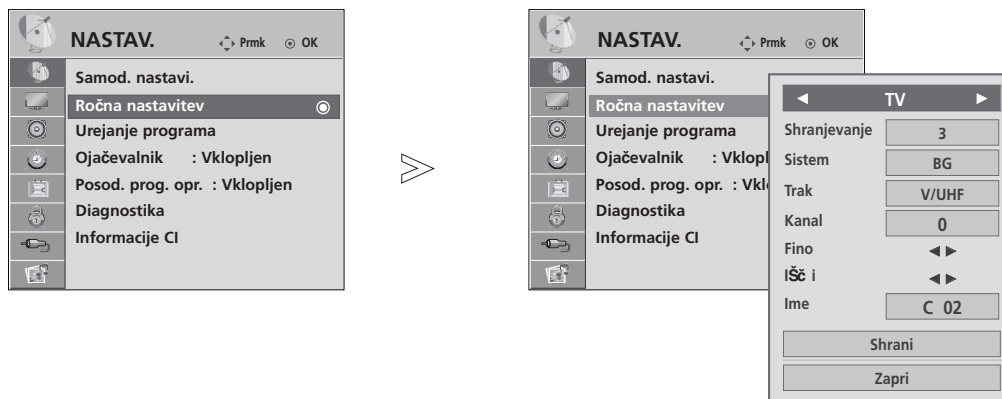 NASTAV. Prmk OK
Samod. nastavi.
Ročna nastavitev
Urejanje programa
Ojačevalnik : Vklopljen
Posod. prog. opr. : Vklopljen
Diagnostika
Informacije CI
NASTAV. Prmk OK
Samod. nastavi.
Ročna nastavitev
Urejanje programa
Ojačevalnik : Vklopl
Posod. prog. opr. : Vkl
Diagnostika
Informacije CI
TV
Shranjevanje 3
Sistem BG
Trak V/UHF
Kanal 0
Fino
IŠč i
Ime C 02
Shrani
Zapri